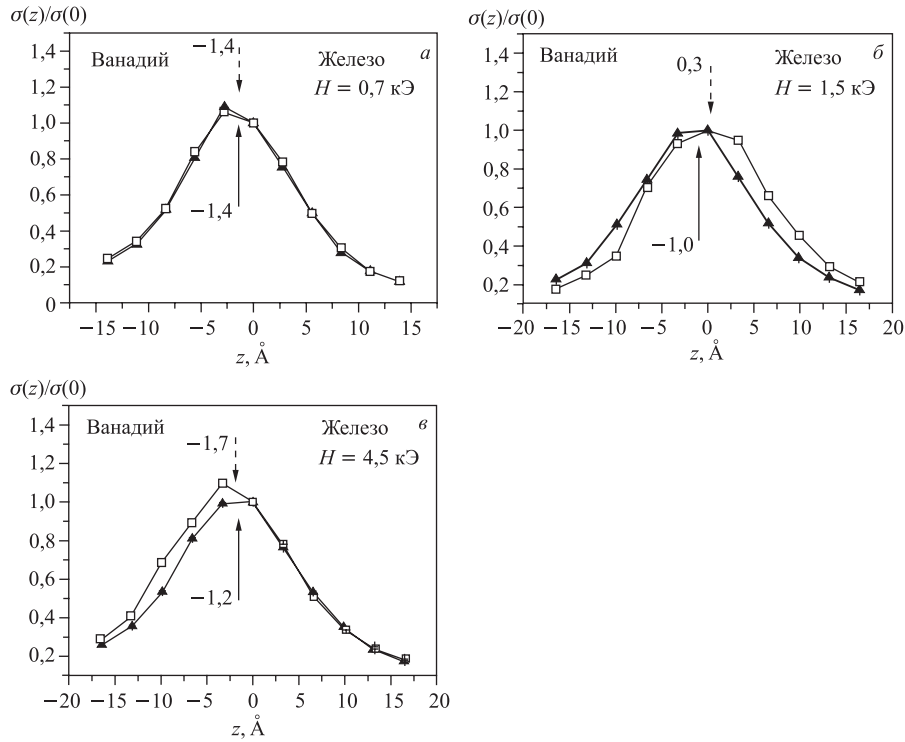 σ(z)/σ(0)
1,4
1,2
1,0
0,8
0,6
0,4
0,2
0
Ванадий
−1,4
Железо
а
H = 0,7 кЭ
−1,4
−15 −10 −5 0 5 10 15
z, Å
σ(z)/σ(0)
1,4
1,2
1,0
0,8
0,6
0,4
0,2
Ванадий
0,3
Железо
б
H = 1,5 кЭ
−1,0
−20 −15 −10 −5 0 5 10 15 20
z, Å
σ(z)/σ(0)
1,4
1,2
1,0
0,8
0,6
0,4
0,2
Ванадий
−1,7
Железо
в
H = 4,5 кЭ
−1,2
−20 −15 −10 −5 0 5 10 15 20
z, Å